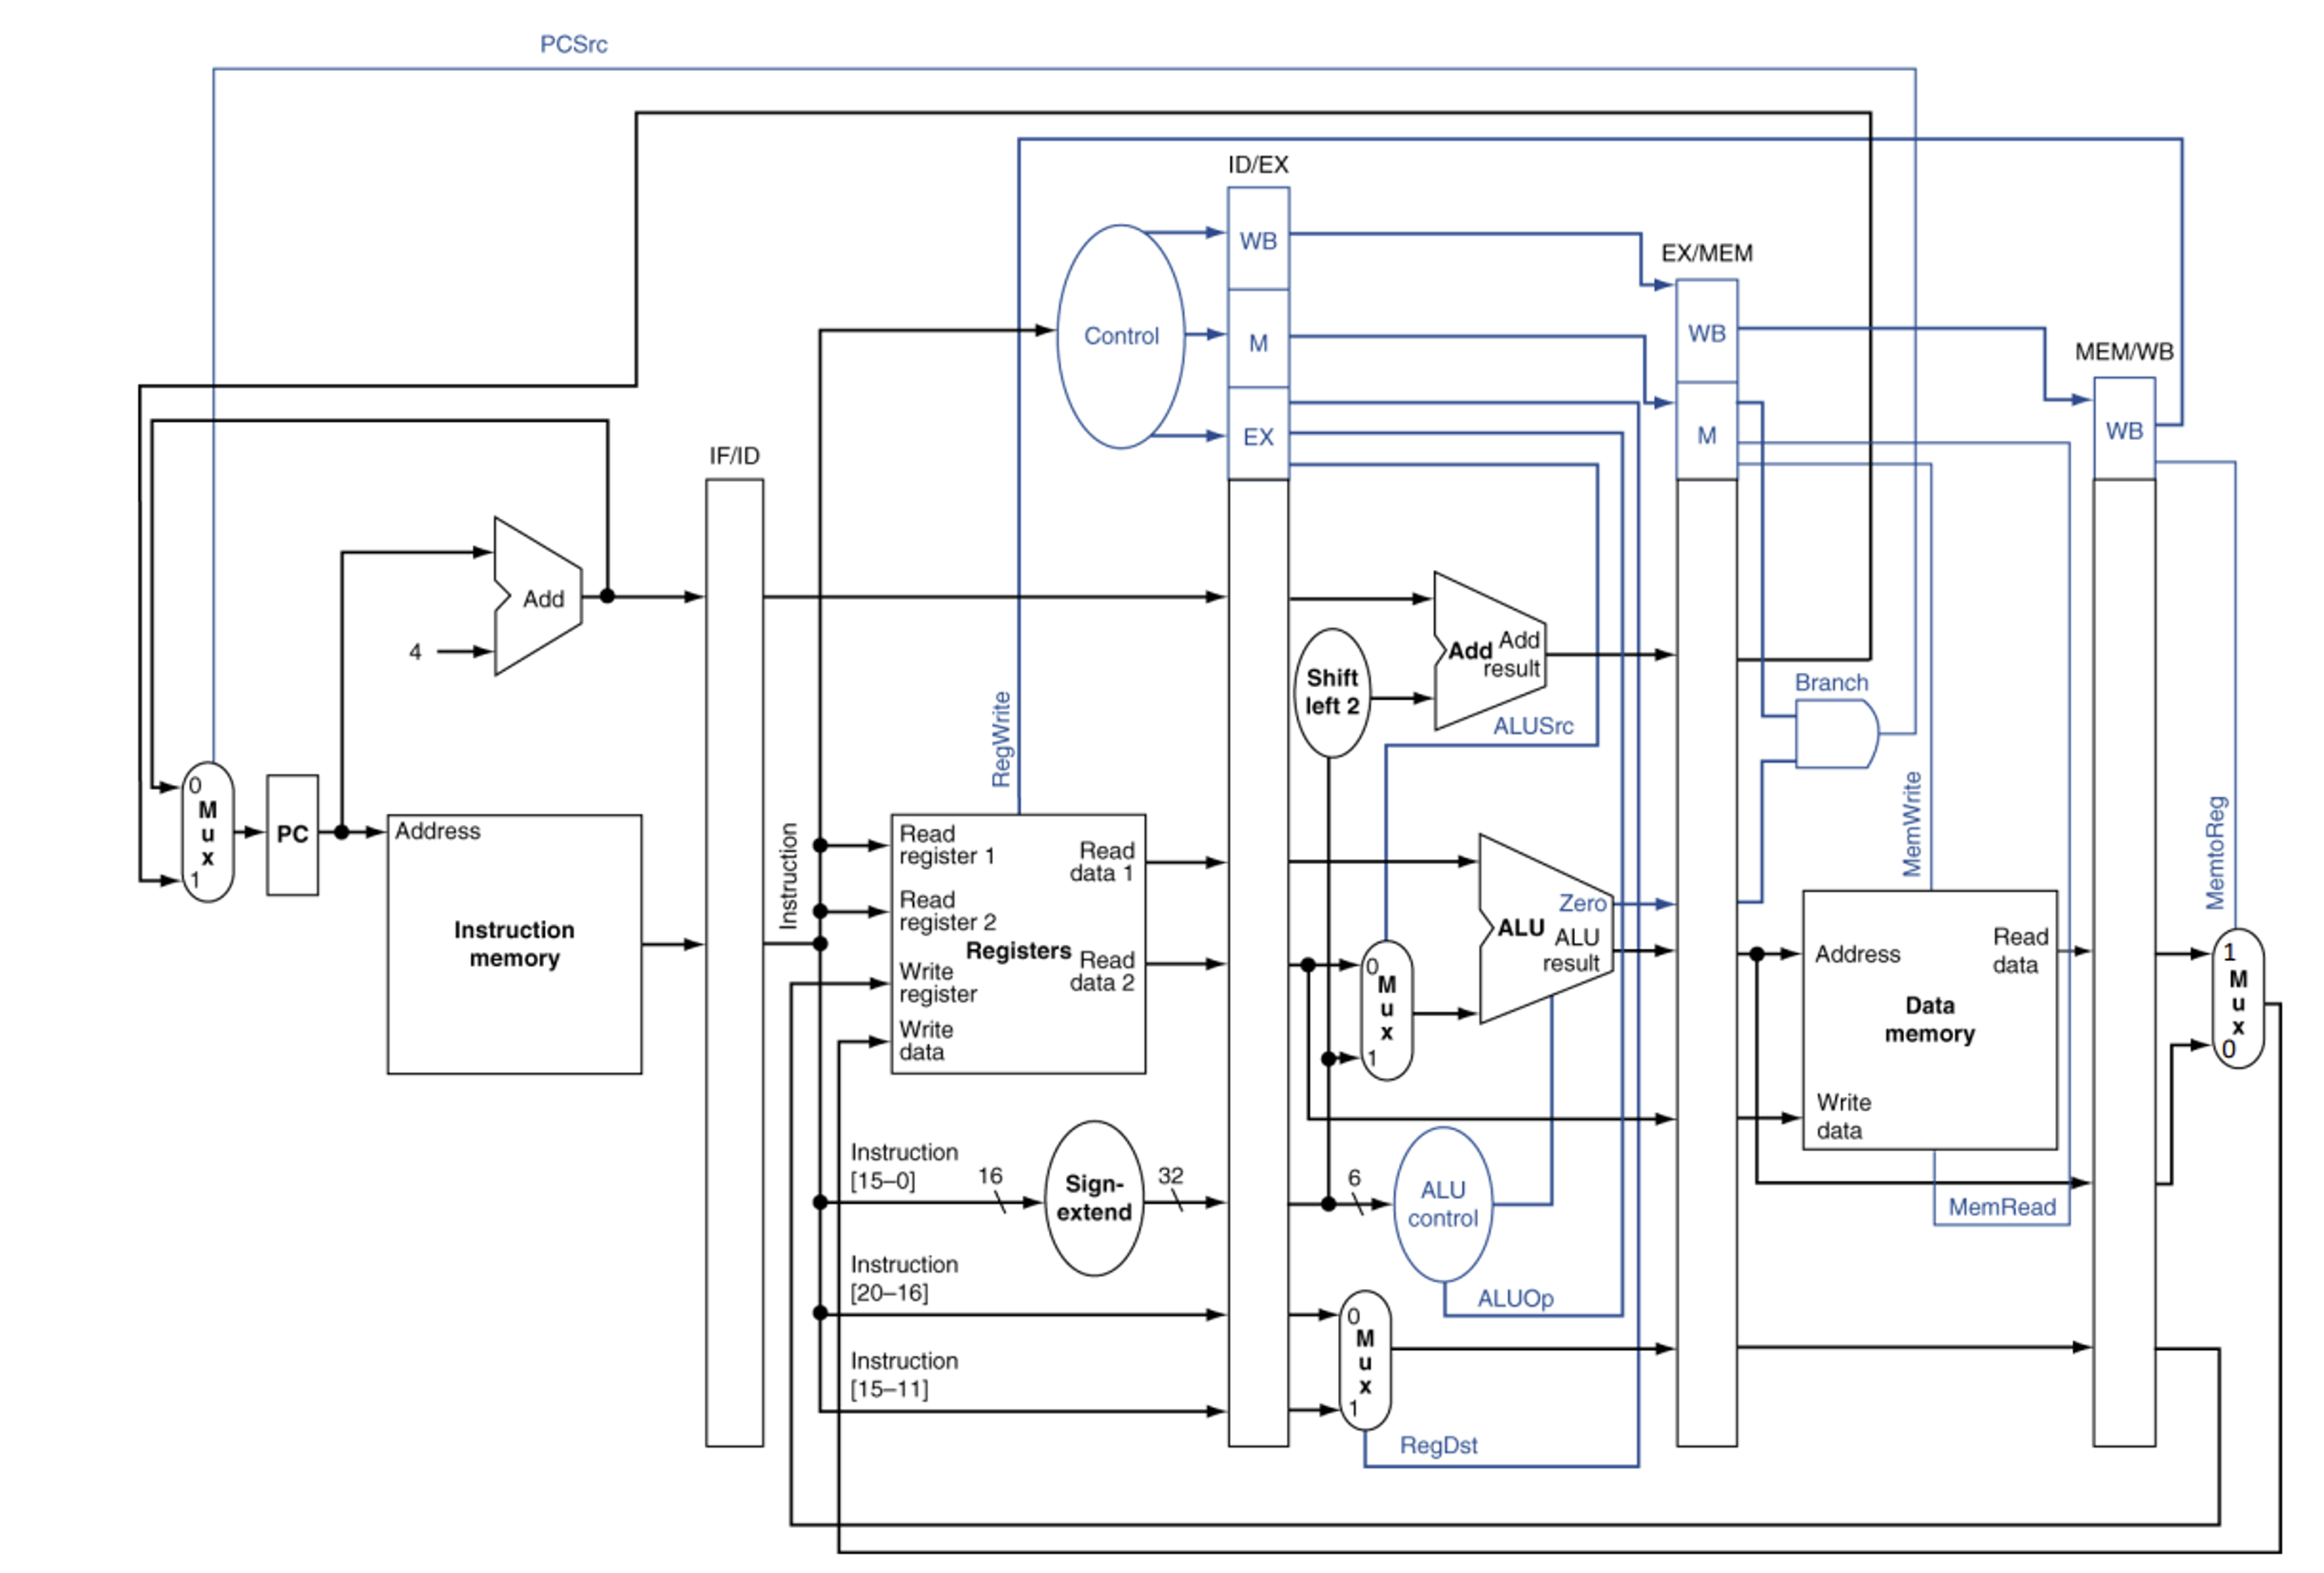 PCSrc
ID/EX
WB
EX/MEM
Control
M
WB
MEM/WB
EX
M
WB
IF/ID
Add
4
Add
Add
result
Shift
left 2
Branch
ALUSrc
RegWrite
MemWrite
MemtoReg
0
M
u
x
1
PC
Address
Instruction
memory
Instruction
Read
register 1
Read
data 1
Read
register 2
Registers
Write
register
Read
data 2
Write
data
0
M
u
x
1
Zero
ALU
ALU
result
Address
Read
data
Data
memory
Write
data
1
M
u
x
0
MemRead
Instruction
[15–0]
16
Sign-
extend
32
6
ALU
control
Instruction
[20–16]
ALUOp
0
M
u
x
1
Instruction
[15–11]
RegDst